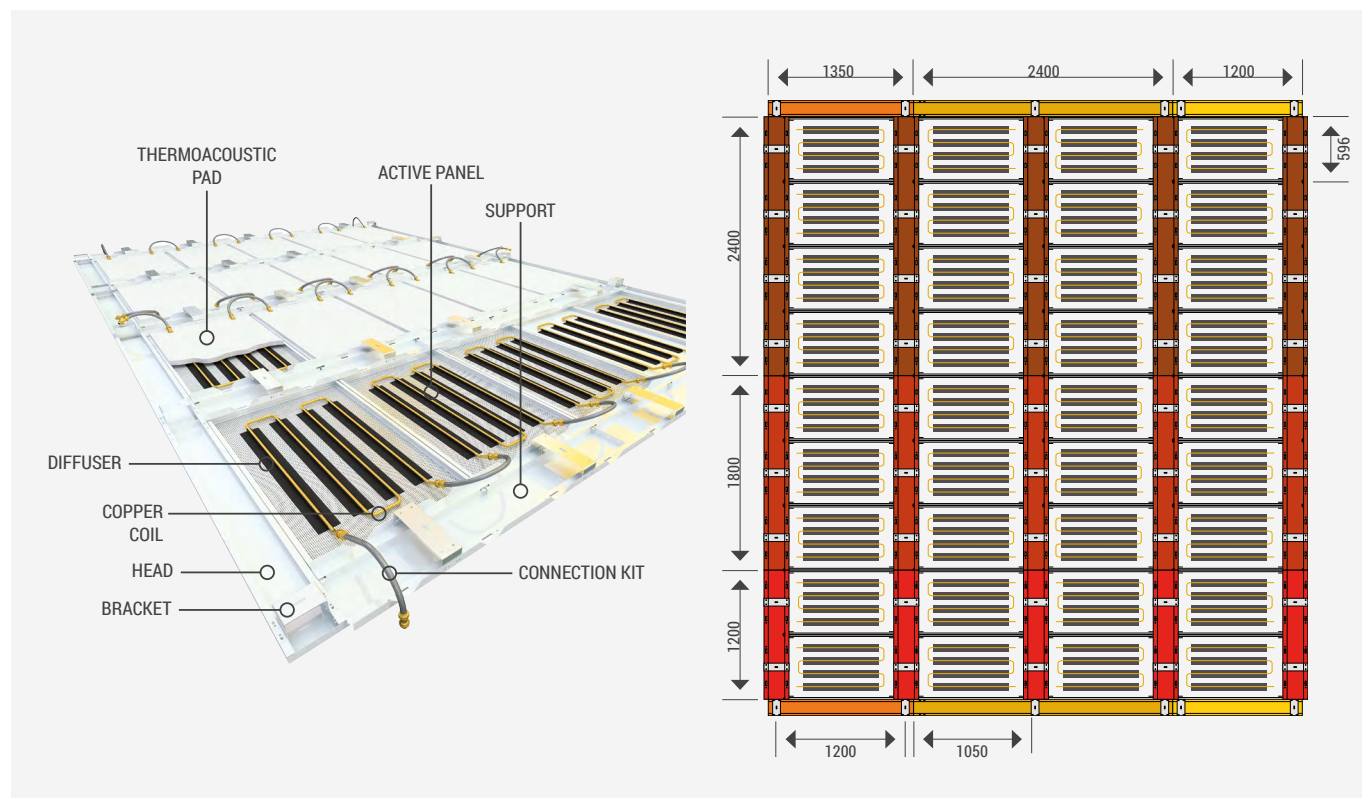 THERMOACOUSTIC
PAD
ACTIVE PANEL
SUPPORT
DIFFUSER
COPPER
COIL
HEAD
BRACKET
CONNECTION KIT
1350
2400
1200
596
2400
1800
1200
1200
1050